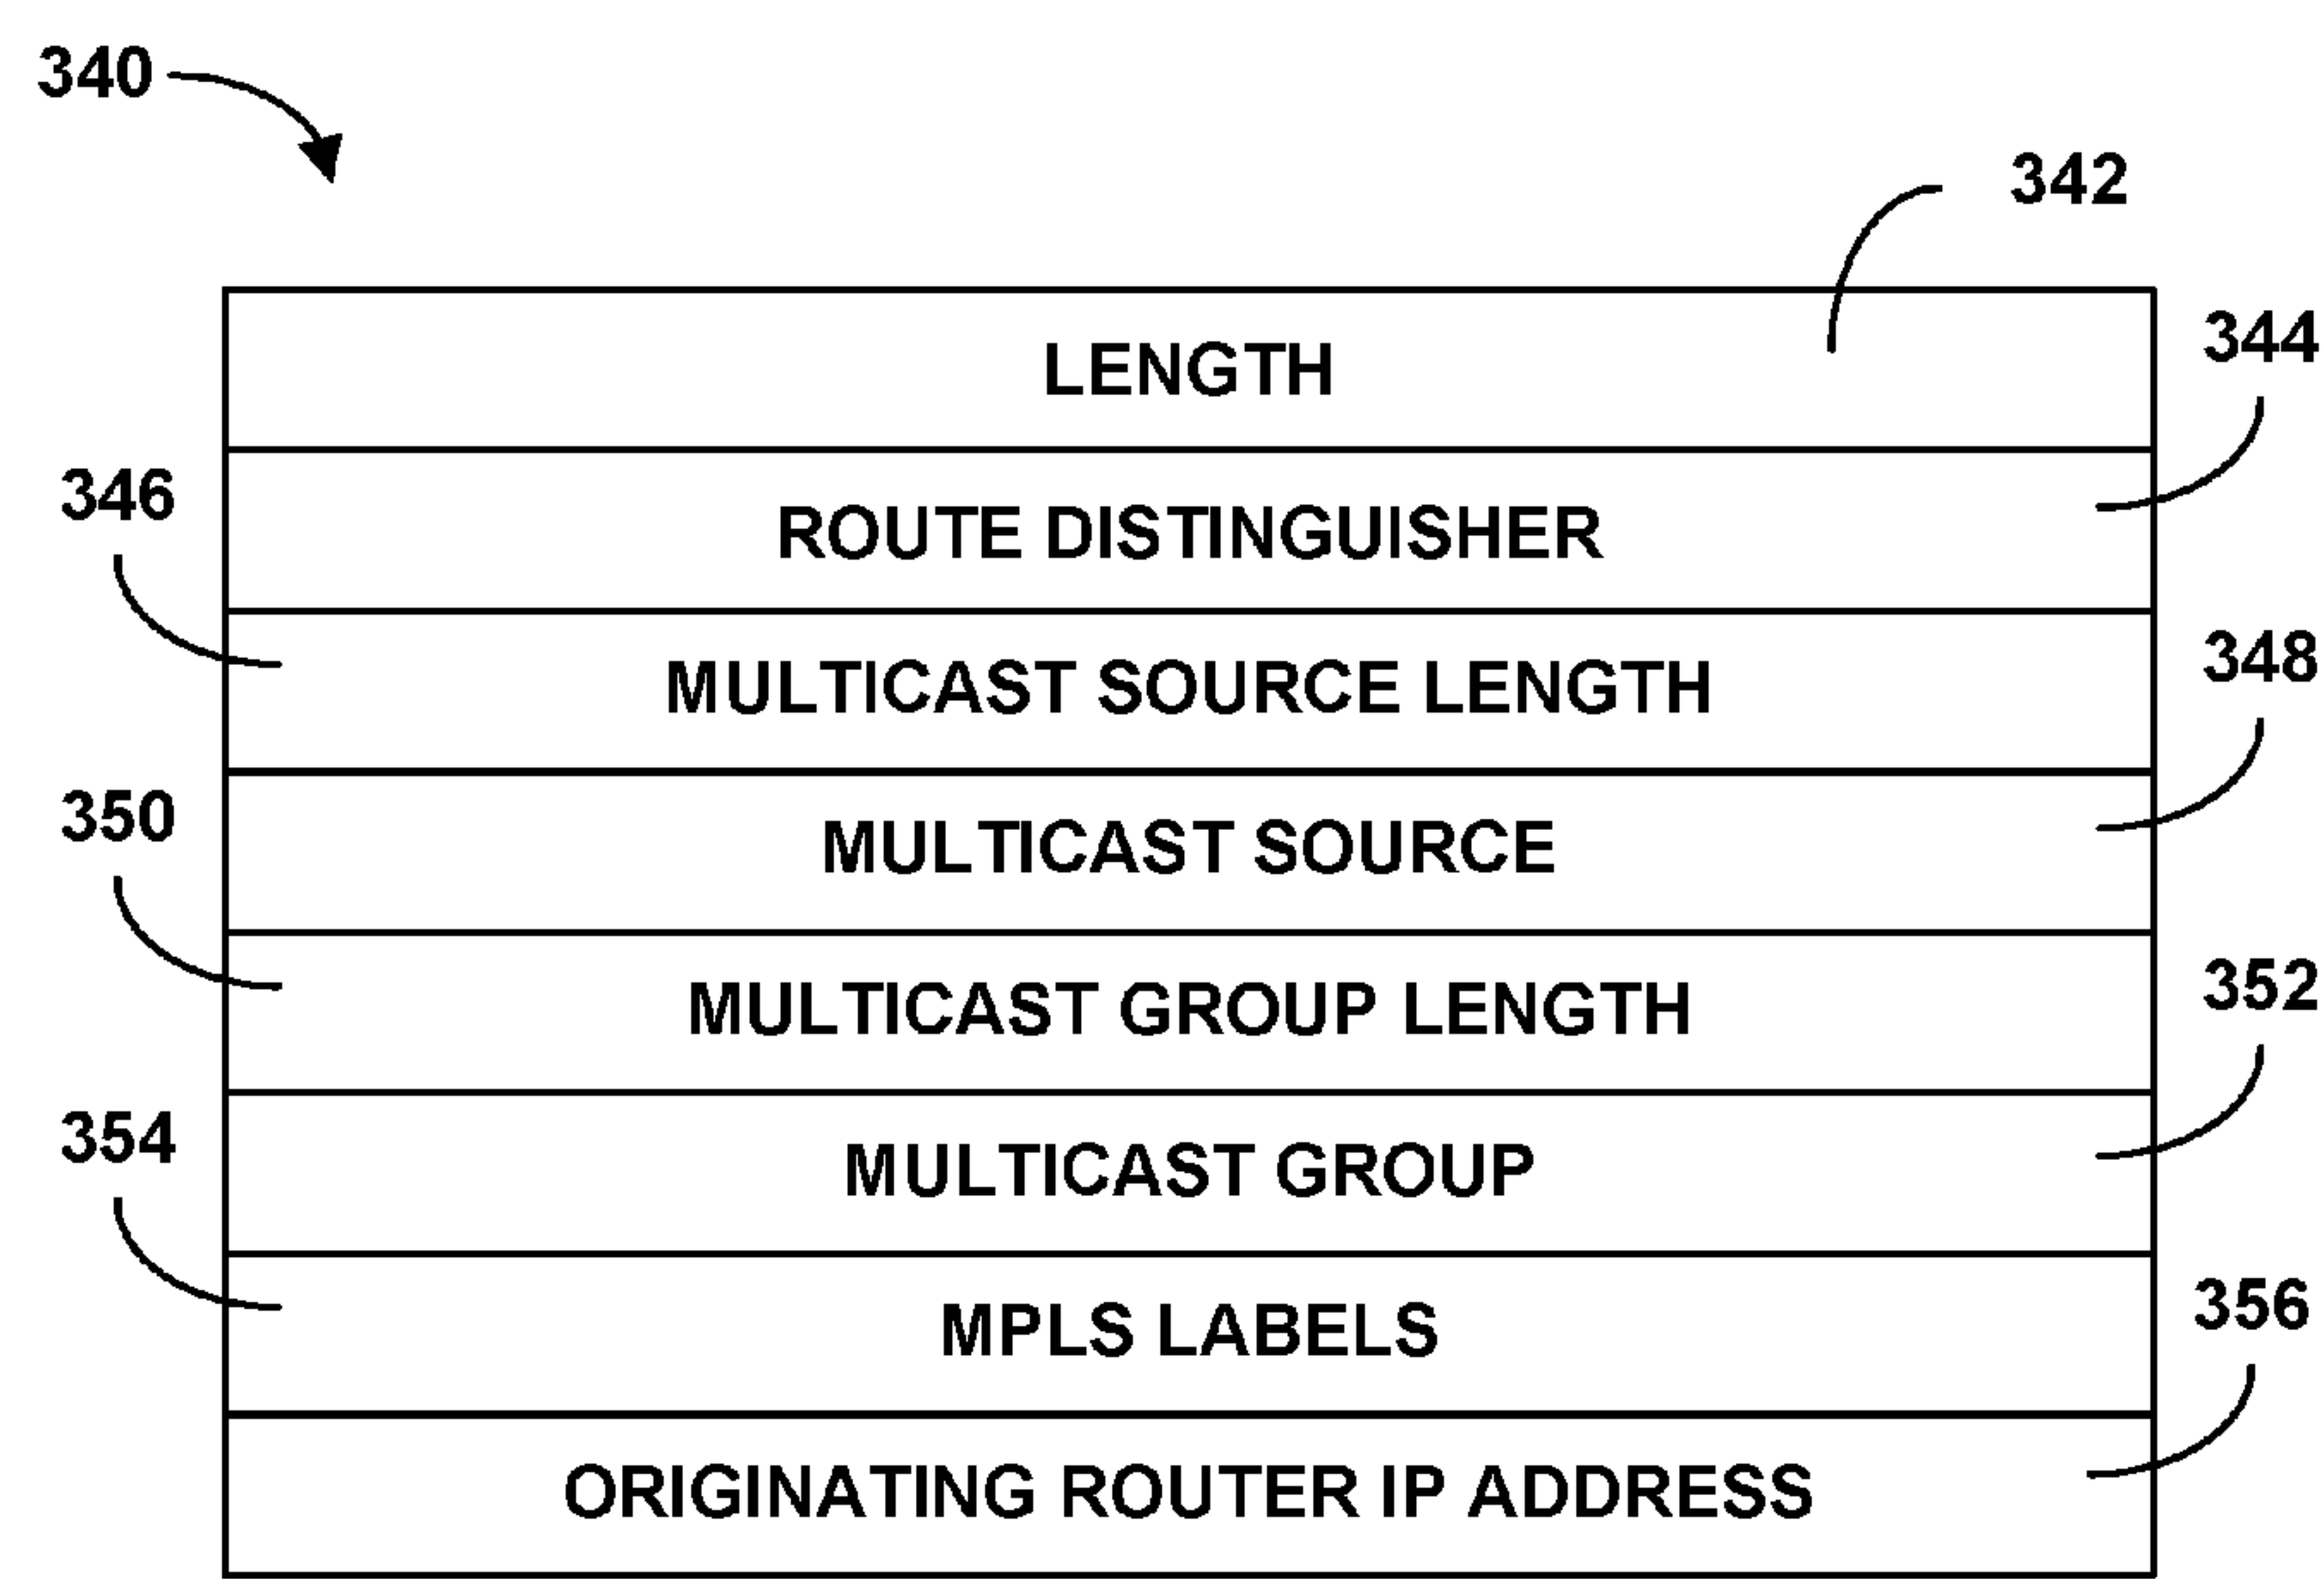 340
342
LENGTH
344
346
ROUTE DISTINGUISHER
MULTICAST SOURCE LENGTH
348
350
MULTICAST SOURCE
MULTICAST GROUP LENGTH
352
354
MULTICAST GROUP
MPLS LABELS
356
ORIGINATING ROUTER IP ADDRESS